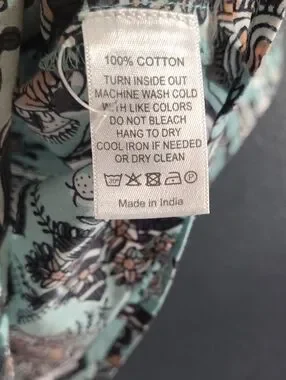 100% COTTON
TURN INSIDE OUT
MACHINE WASH COLD
WITH LIKE COLORS
DO NOT BLEACH
HANG TO DRY
COOL IRON IF NEEDED
OR DRY CLEAN
Made in India